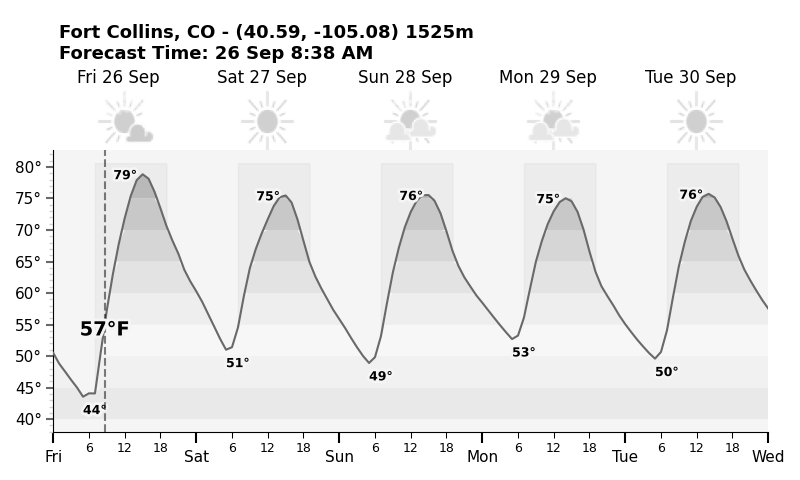 Fort Collins, CO - (40.59, -105.08) 1525m
Forecast Time: 26 Sep 8:38 AM
Fri 26 Sep Sat 27 Sep Sun 28 Sep Mon 29 Sep Tue 30 Sep
80°
79°
75° 75° 76° 75° 76°
70°
65°
60°
55° 57°F
50° 51° 49° 53° 50°
45°
44°
40°
6 12 18 6 12 18 6 12 18 6 12 18 6 12 18
Fri Sat Sun Mon Tue Wed